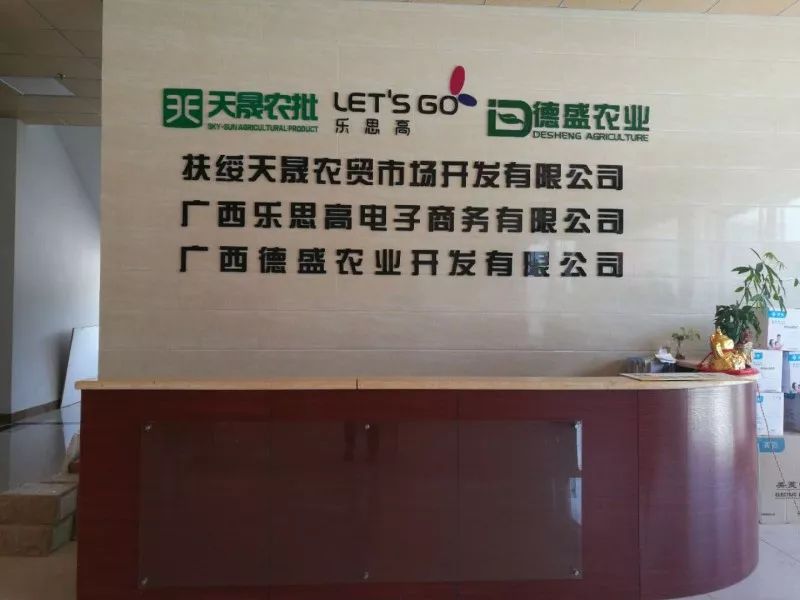 天晟农批
SKY-SUN AGRICULTURAL PRODUCT
LET'S GO
乐思高
德盛农业
DESHENG AGRICULTURE
扶绥天晟农贸市场开发有限公司
广西乐思高电子商务有限公司
广西德盛农业开发有限公司